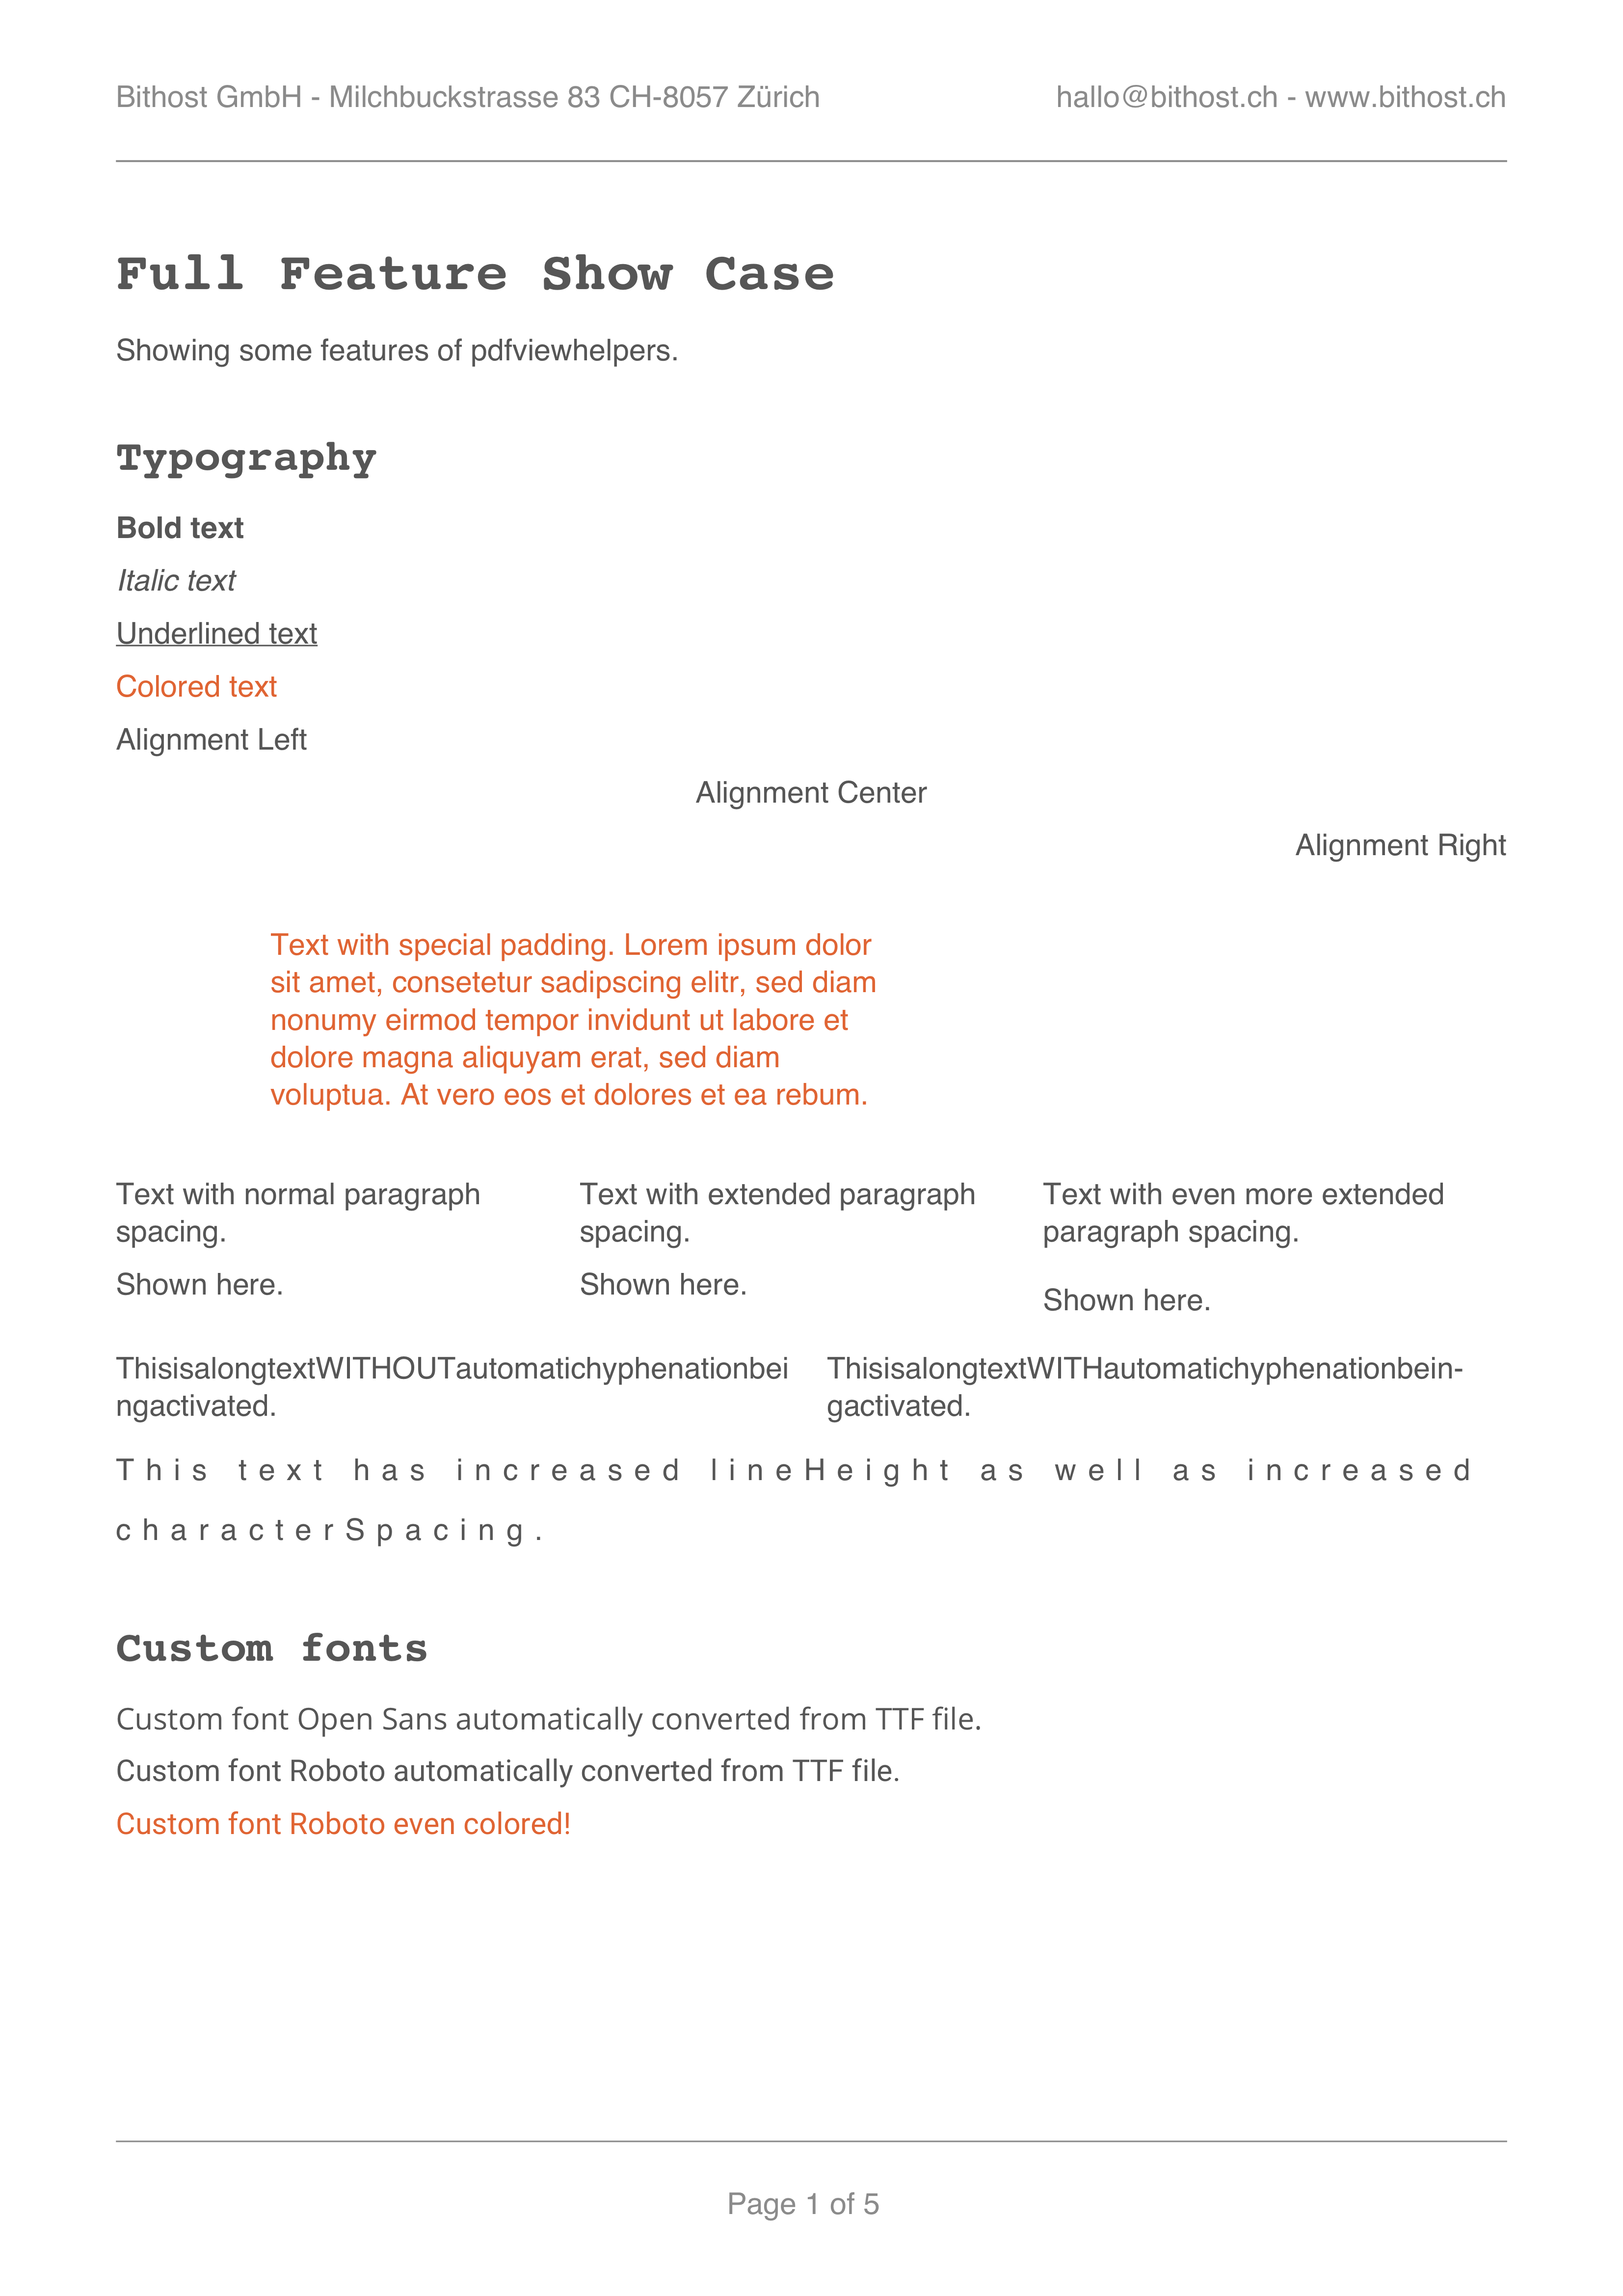 Bithost GmbH - Milchbuckstrasse 83 CH-8057 Zürich
hallo@bithost.ch - www.bithost.ch
Full Feature Show Case
Showing some features of pdfviewhelpers.
Typography
Bold text
Italic text
Underlined text
Colored text
Alignment Left
Alignment Center
Alignment Right
Text with special padding. Lorem ipsum dolor
sit amet, consetetur sadipscing elitr, sed diam
nonumy eirmod tempor invidunt ut labore et
dolore magna aliquyam erat, sed diam
voluptua. At vero eos et dolores et ea rebum.
Text with normal paragraph
spacing.
Shown here.
Text with extended paragraph
spacing.
Shown here.
Text with even more extended
paragraph spacing.
Shown here.
ThisisalongtextWITHOUTautomatichyphenationbei
ngactivated.
ThisisalongtextWITHautomatichyphenationbein-
gactivated.
This text has increased lineHeight as well as increased
characterSpacing.
Custom fonts
Custom font Open Sans automatically converted from TTF file.
Custom font Roboto automatically converted from TTF file.
Custom font Roboto even colored!
Page 1 of 5